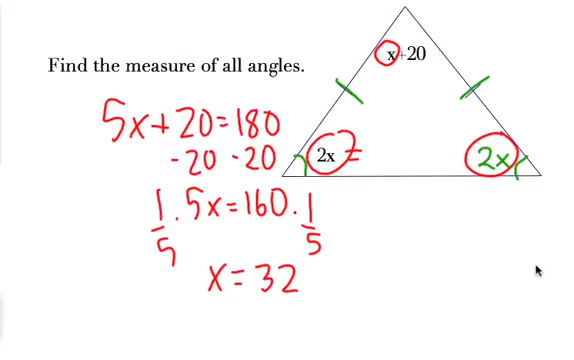 x+20
Find the measure of all angles.
5x+20=180
-20 -20
2x
2x
1/5 · 5x=160 · 1/5
x=32